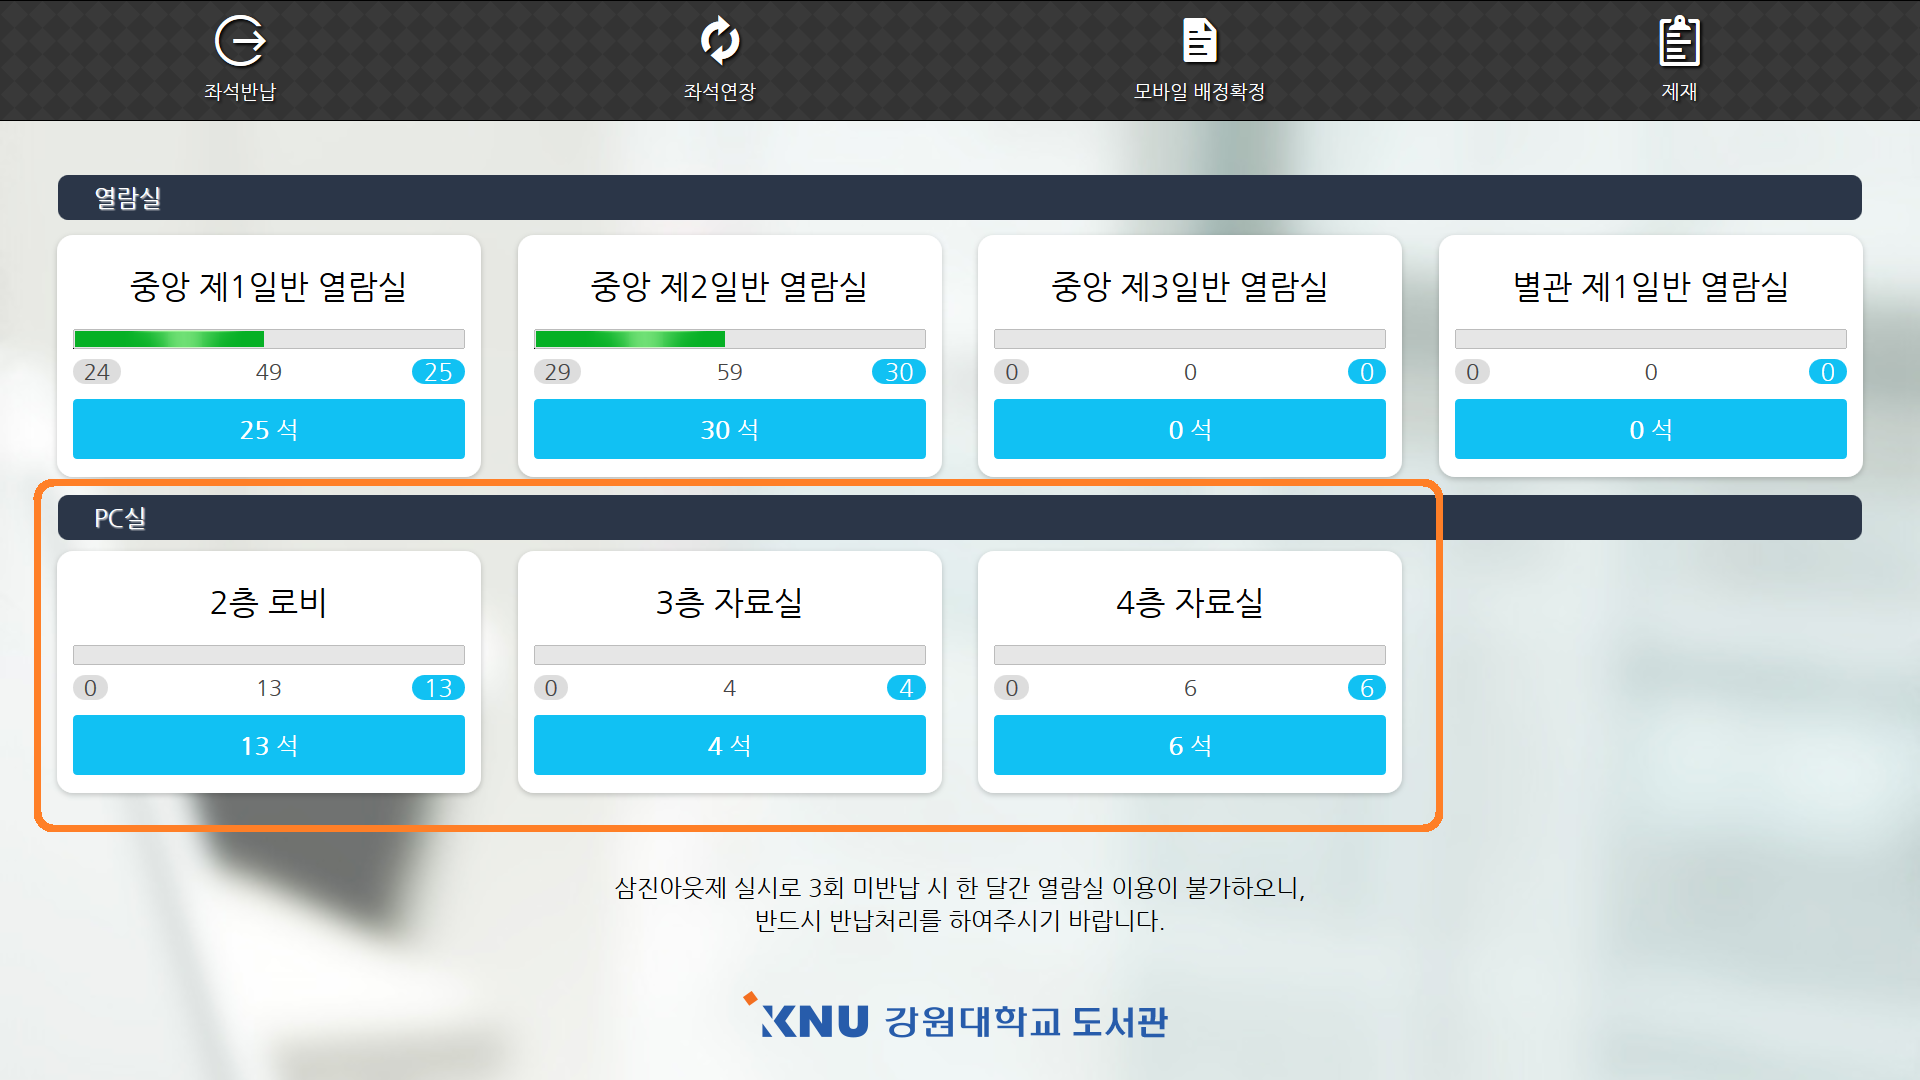 좌석반납 좌석연장 모바일 배정확정 제재
열람실
중앙 제1일반 열람실 중앙 제2일반 열람실 중앙 제3일반 열람실 별관 제1일반 열람실
24 49 25 29 59 30 0 0 0 0 0 0
25 석 30 석 0 석 0 석
PC실
2층 로비 3층 자료실 4층 자료실
0 13 13 0 4 4 0 6 6
13 석 4 석 6 석
삼진아웃제 실시로 3회 미반납 시 한 달간 열람실 이용이 불가하오니,
반드시 반납처리를 하여주시기 바랍니다.
KNU 강원대학교 도서관